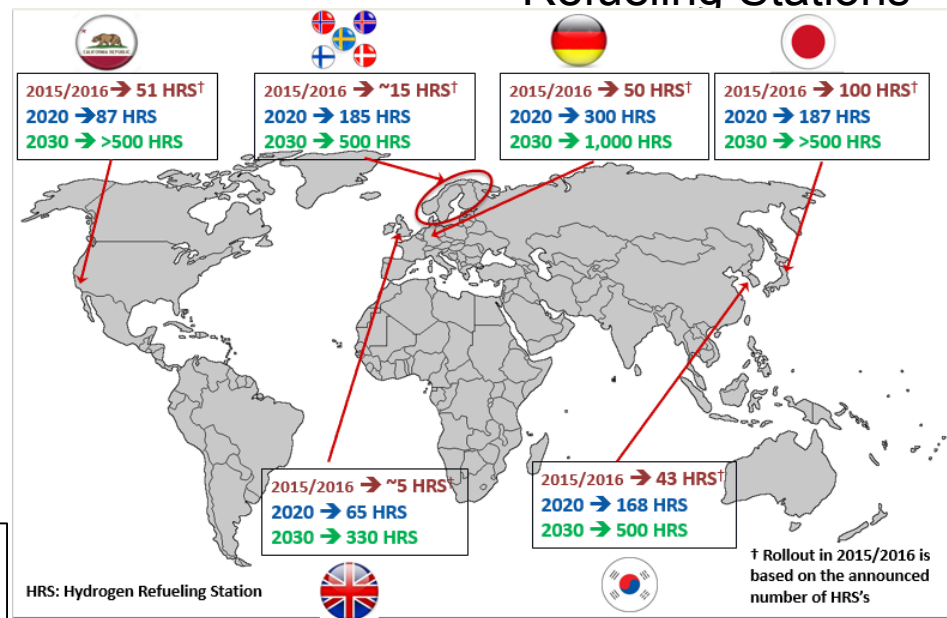 Refueling Stations
CALIFORNIA REPUBLIC
2015/2016 → 51 HRS†
2020 → 87 HRS
2030 → >500 HRS
2015/2016 → ~15 HRS†
2020 → 185 HRS
2030 → 500 HRS
2015/2016 → 50 HRS†
2020 → 300 HRS
2030 → 1,000 HRS
2015/2016 → 100 HRS†
2020 → 187 HRS
2030 → >500 HRS
2015/2016 → ~5 HRS†
2020 → 65 HRS
2030 → 330 HRS
2015/2016 → 43 HRS†
2020 → 168 HRS
2030 → 500 HRS
HRS: Hydrogen Refueling Station
† Rollout in 2015/2016 is
based on the announced
number of HRS's